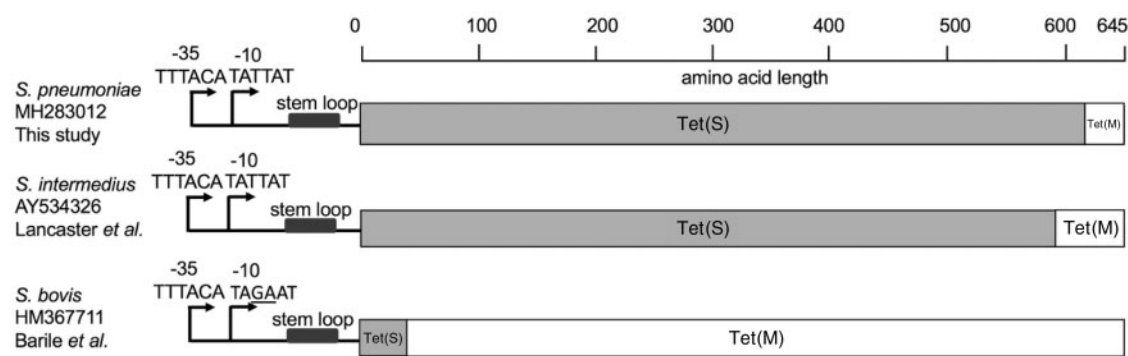 0 100 200 300 400 500 600 645
amino acid length
-35 -10
TTTACA TATTAT
S. pneumoniae
MH283012
This study
stem loop
Tet(S)
Tet(M)
-35 -10
TTTACA TATTAT
S. intermedius
AY534326
Lancaster et al.
stem loop
Tet(S)
Tet(M)
-35 -10
TTTACA TAGAAT
S. bovis
HM367711
Barile et al.
stem loop
Tet(S)
Tet(M)